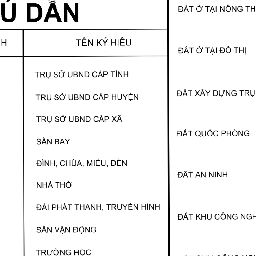 Ú DẪN
H
TÊN KÝ HIỆU
TRỤ SỞ UBND CẤP TỈNH
TRỤ SỞ UBND CẤP HUYỆN
TRỤ SỞ UBND CẤP XÃ
SÂN BAY
ĐÌNH, CHÙA, MIẾU, ĐỀN
NHÀ THỜ
ĐÀI PHÁT THANH, TRUYỀN HÌNH
SÂN VẬN ĐỘNG
TRƯỜNG HỌC
ĐẤT Ở TẠI NÔNG TH
ĐẤT Ở TẠI ĐÔ THỊ
ĐẤT XÂY DỰNG TRỤ
ĐẤT QUỐC PHÒNG
ĐẤT AN NINH
ĐẤT KHU CÔNG NGH